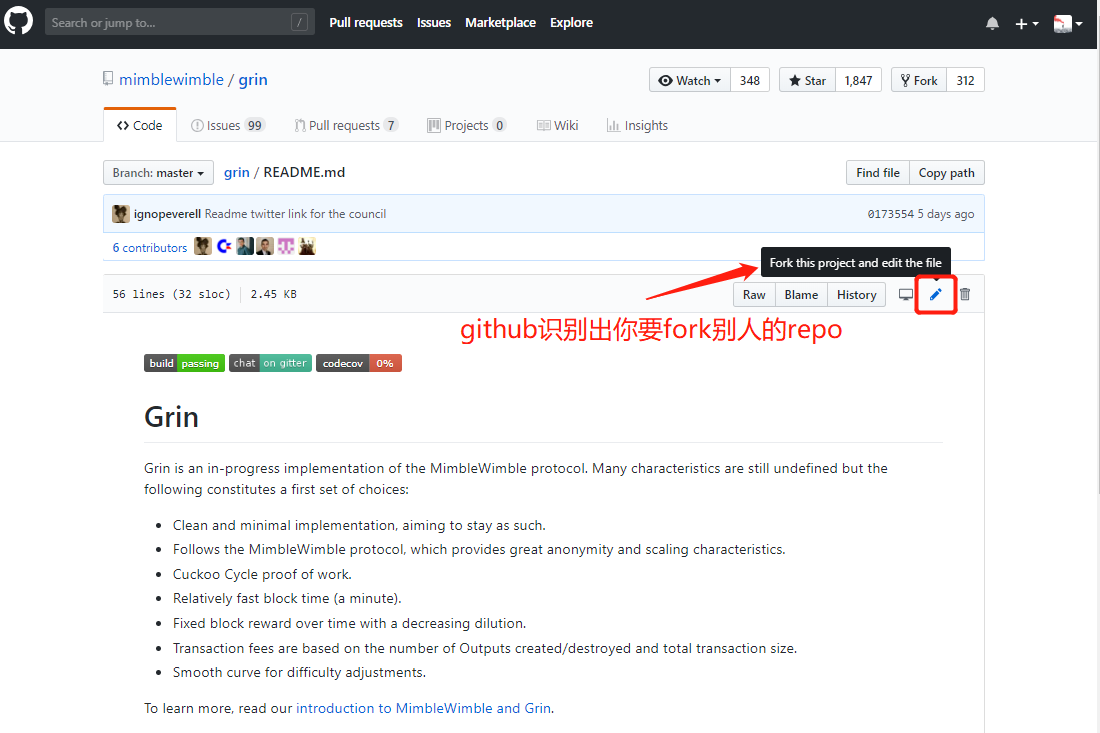 Search or jump to... / Pull requests Issues Marketplace Explore
mimblewimble / grin Watch 348 Star 1,847 Fork 312
Code Issues 99 Pull requests 7 Projects 0 Wiki Insights
Branch: master grin / README.md Find file Copy path
ignopeverell Readme twitter link for the council 0173554 5 days ago
6 contributors
Fork this project and edit the file
56 lines (32 sloc) 2.45 KB Raw Blame History
github识别出你要fork别人的repo
build passing chat on gitter codecov 0%
Grin
Grin is an in-progress implementation of the MimbleWimble protocol. Many characteristics are still undefined but the
following constitutes a first set of choices:
• Clean and minimal implementation, aiming to stay as such.
• Follows the MimbleWimble protocol, which provides great anonymity and scaling characteristics.
• Cuckoo Cycle proof of work.
• Relatively fast block time (a minute).
• Fixed block reward over time with a decreasing dilution.
• Transaction fees are based on the number of Outputs created/destroyed and total transaction size.
• Smooth curve for difficulty adjustments.
To learn more, read our introduction to MimbleWimble and Grin.